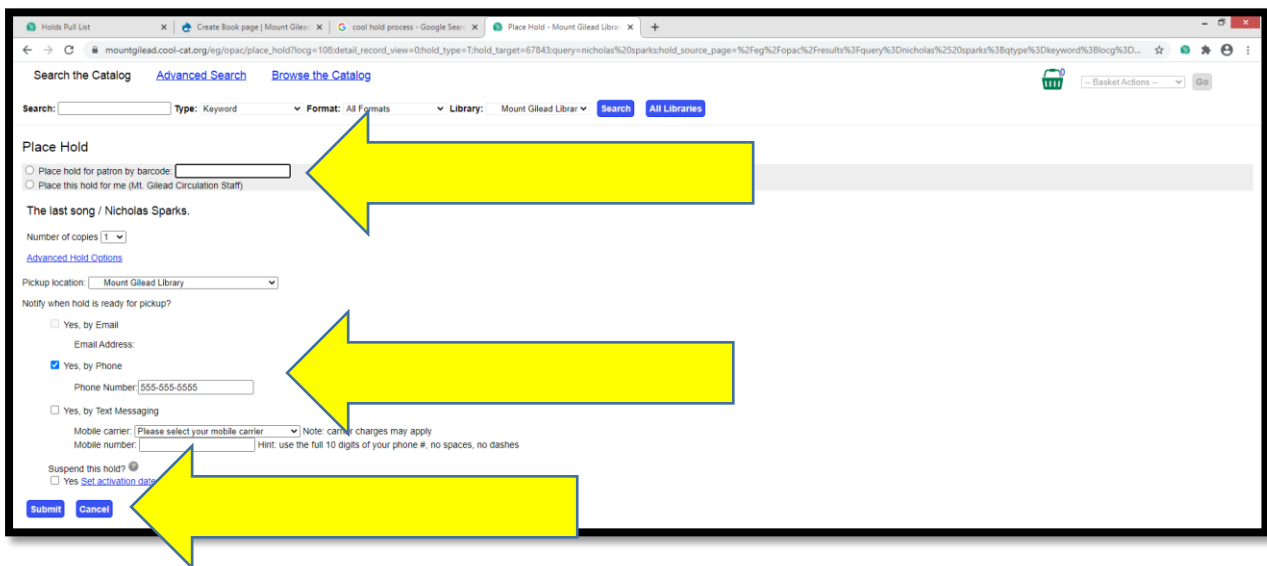 Holds Pull List Create Book page | Mount Gilea G cool hold process - Google Sear Place Hold - Mount Gilead Libra
mountgilead.cool-cat.org/eg/opac/place_hold?locg=108;detail_record_view=0;hold_type=T;hold_target=67843;query=nicholas%20sparks;hold_source_page=%2Feg%2Fopac%2Fresults%3Fquery%3Dnicholas%2520sparks%3Bqtype%3Dkeyword%3Blocg%3D...
Search the Catalog Advanced Search Browse the Catalog 0 -- Basket Actions -- Go
Search: Type: Keyword Format: All Formats Library: Mount Gilead Librar Search All Libraries
Place Hold
Place hold for patron by barcode:
Place this hold for me (Mt. Gilead Circulation Staff)
The last song / Nicholas Sparks.
Number of copies 1
Advanced Hold Options
Pickup location: Mount Gilead Library
Notify when hold is ready for pickup?
Yes, by Email
Email Address:
Yes, by Phone
Phone Number: 555-555-5555
Yes, by Text Messaging
Mobile carrier: Please select your mobile carrier Note: carrier charges may apply
Mobile number: Hint: use the full 10 digits of your phone #, no spaces, no dashes
Suspend this hold?
Yes Set activation date
Submit Cancel